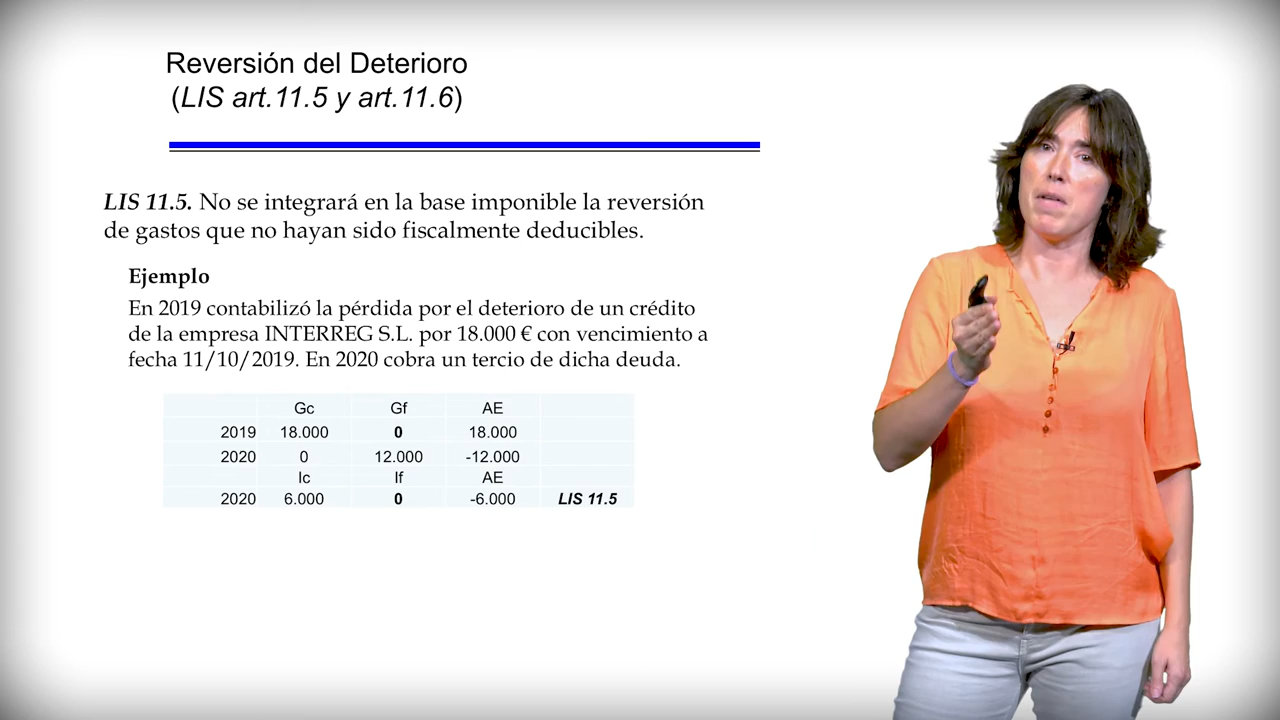 Reversión del Deterioro
(LIS art.11.5 y art.11.6)
LIS 11.5. No se integrará en la base imponible la reversión
de gastos que no hayan sido fiscalmente deducibles.
Ejemplo
En 2019 contabilizó la pérdida por el deterioro de un crédito
de la empresa INTERREG S.L. por 18.000 € con vencimiento a
fecha 11/10/2019. En 2020 cobra un tercio de dicha deuda.
Gc Gf AE
2019 18.000 0 18.000
2020 0 12.000 -12.000
Ic If AE
2020 6.000 0 -6.000 LIS 11.5